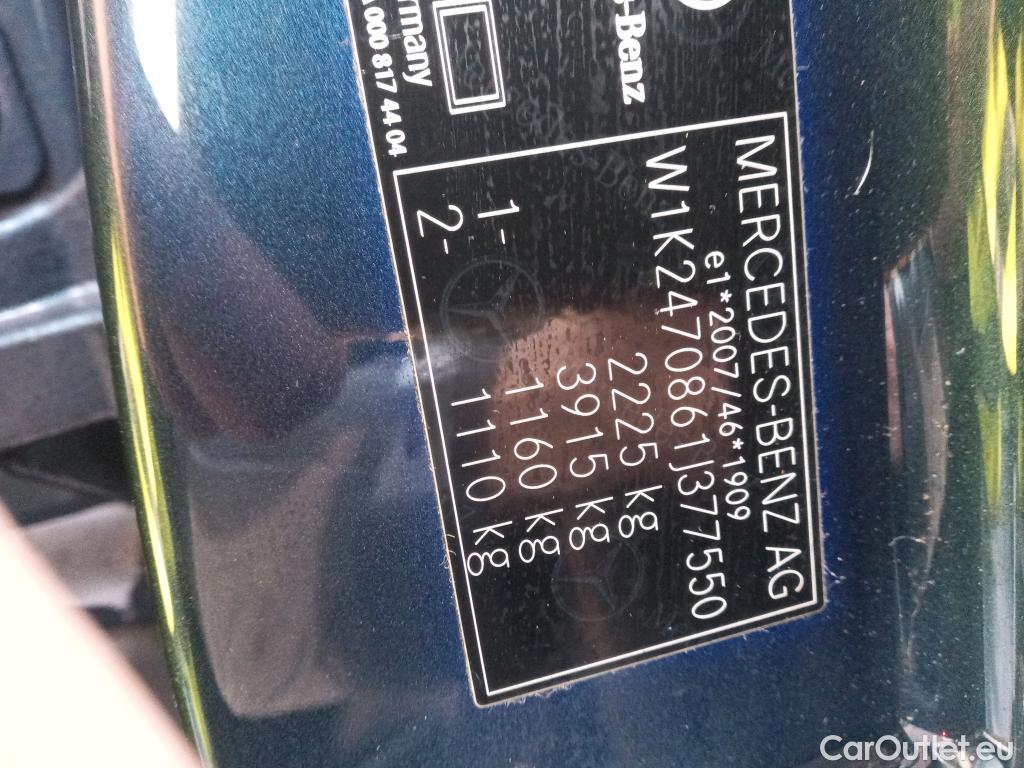 -Benz
rmany
000 817 44 04
MERCEDES-BENZ AG
e1*2007/46*1909
W1K2470861J377550
2225 kg
3915 kg
1- 1160 kg
2- 1110 kg
CarOutlet.eu